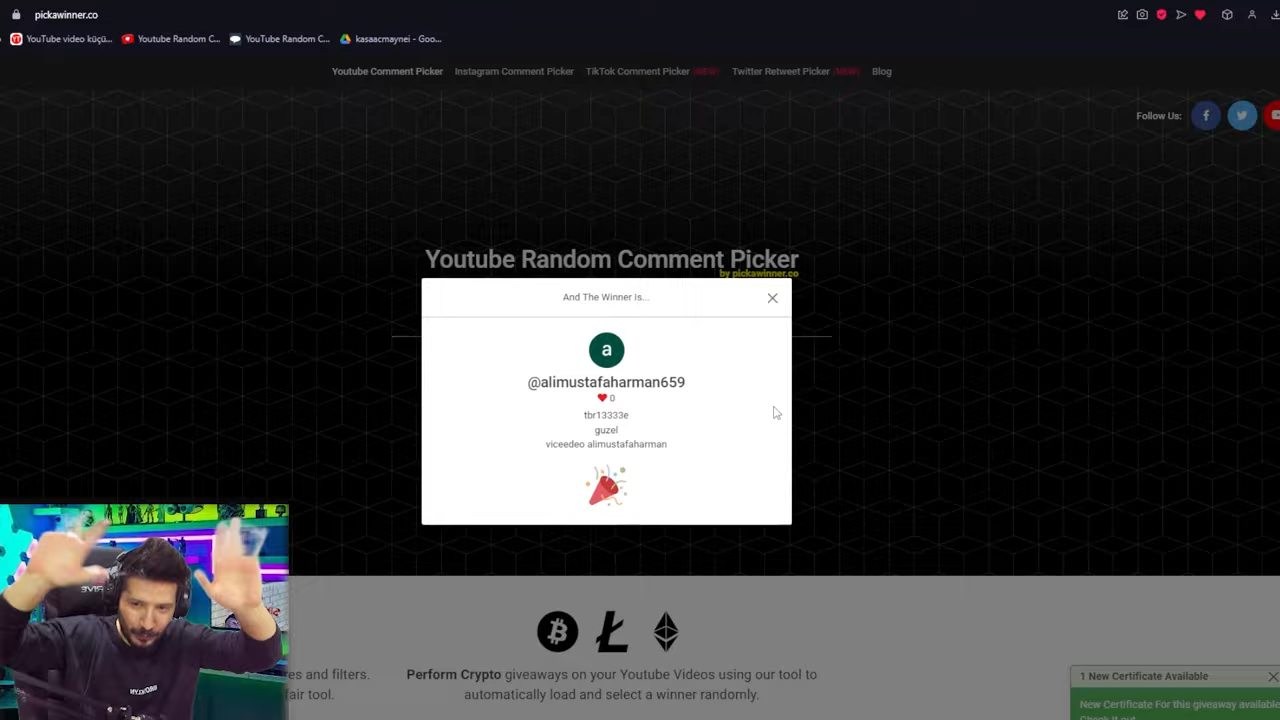 pickawinner.co
YouTube video küçü...
Youtube Random C...
YouTube Random C...
kasaacmaynei - Goo...
Youtube Comment Picker
Instagram Comment Picker
TikTok Comment Picker (NEW)
Twitter Retweet Picker (NEW)
Blog
Follow Us:
Youtube Random Comment Picker
by pickawinner.co
And The Winner Is...
a
@alimustafaharman659
0
tbr13333e
guzel
viceedeo alimustafaharman
res and filters.
fair tool.
Perform Crypto giveaways on your Youtube Videos using our tool to
automatically load and select a winner randomly.
1 New Certificate Available
New Certificate For this giveaway available
Check it out